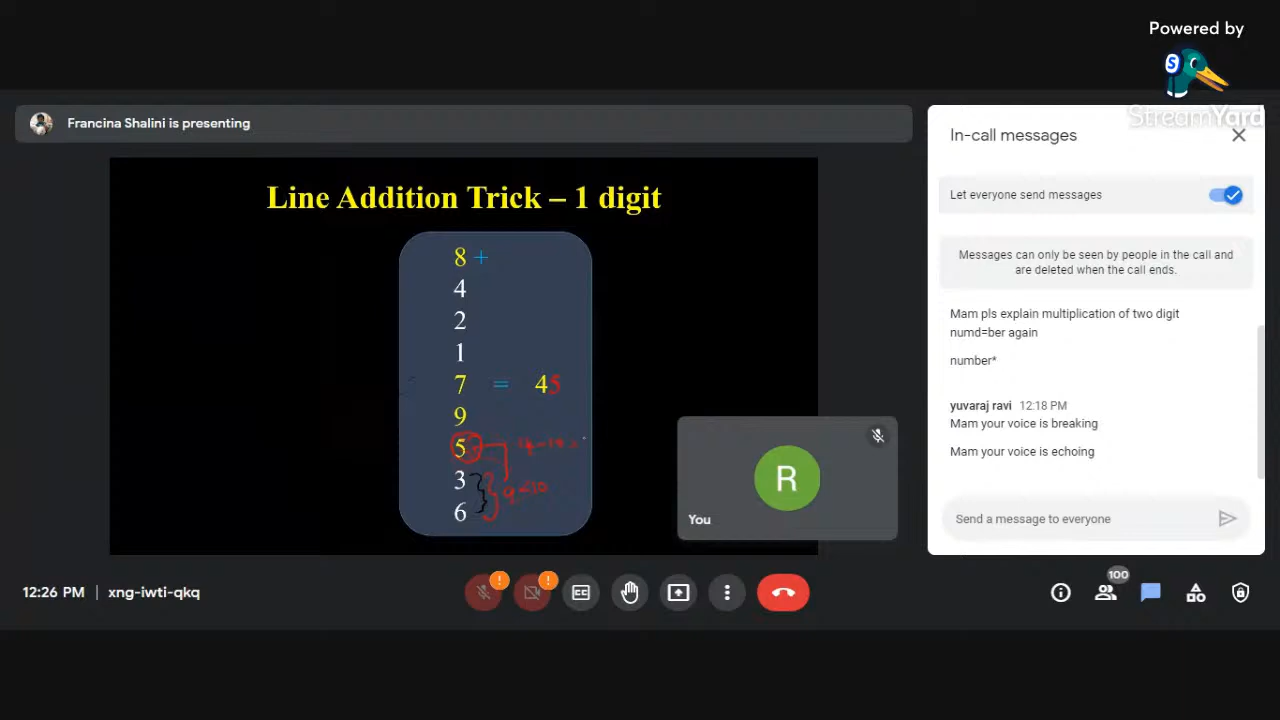 Powered by
S
StreamYard
Francina Shalini is presenting
In-call messages
Line Addition Trick – 1 digit
Let everyone send messages
8 +
Messages can only be seen by people in the call and
are deleted when the call ends.
4
2
Mam pls explain multiplication of two digit
numd=ber again
1
number*
7 = 45
yuvaraj ravi 12:18 PM
9
Mam your voice is breaking
5
Mam your voice is echoing
3
9 <10
R
6
You
Send a message to everyone
12:26 PM | xng-iwti-qkq
CC
100